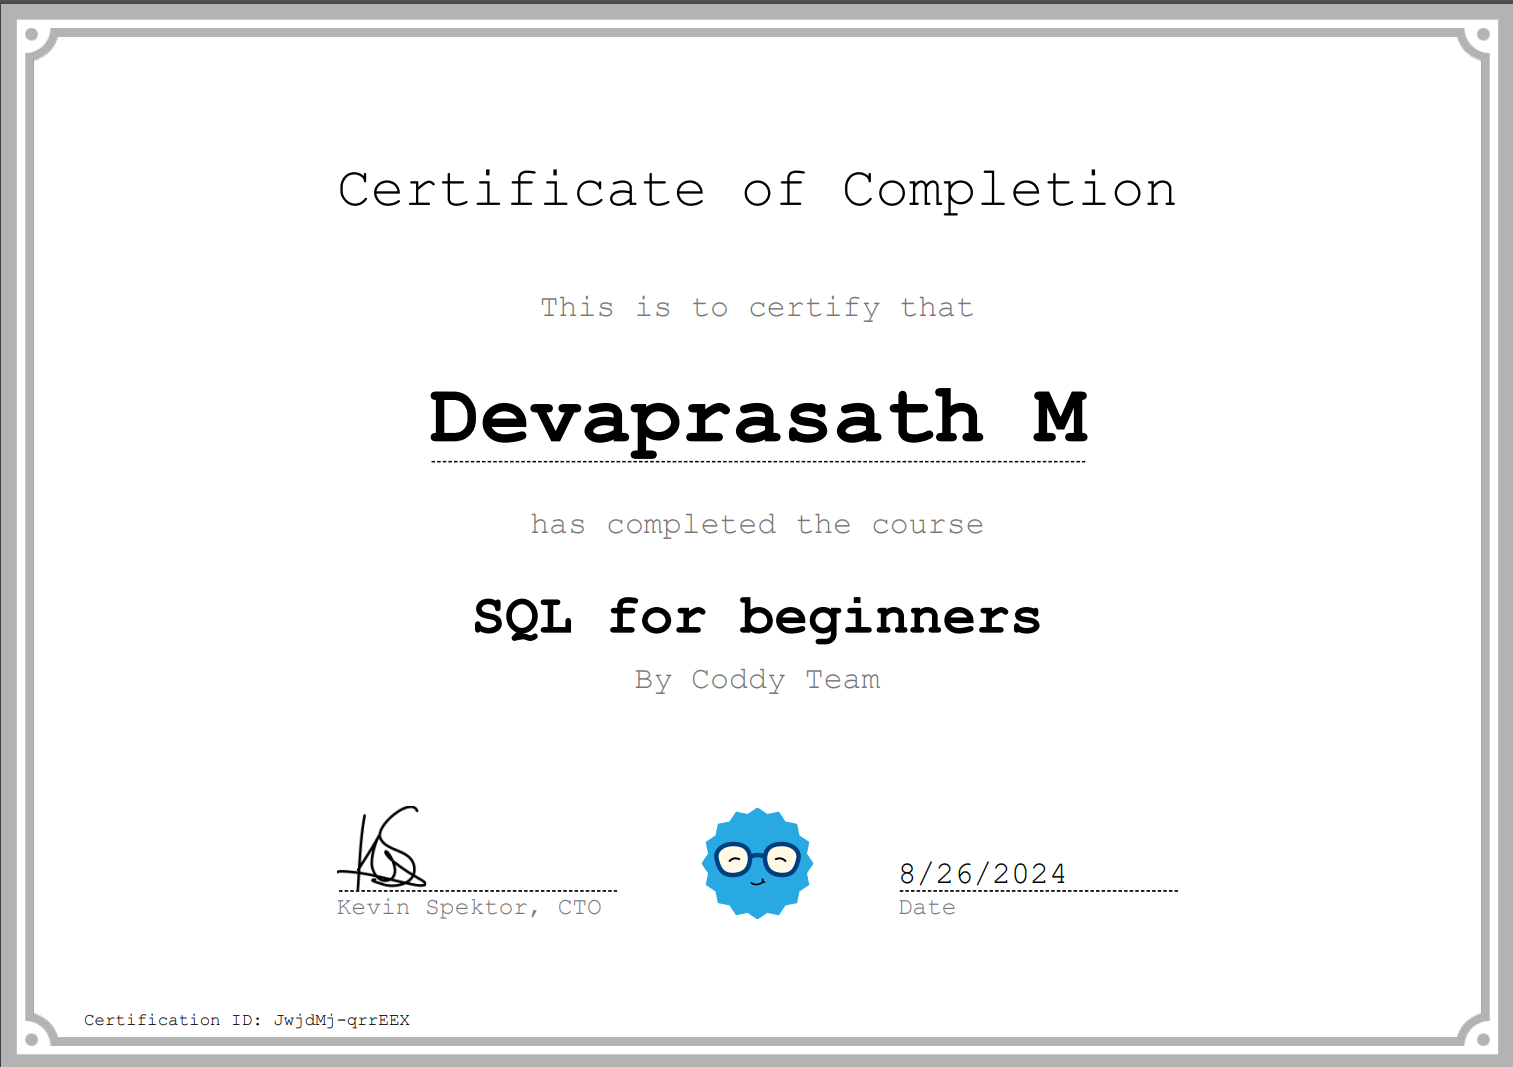 Certificate of Completion
This is to certify that
Devaprasath M
has completed the course
SQL for beginners
By Coddy Team
8/26/2024
Kevin Spektor, CTO
Date
Certification ID: JwjdMj-qrrEEX